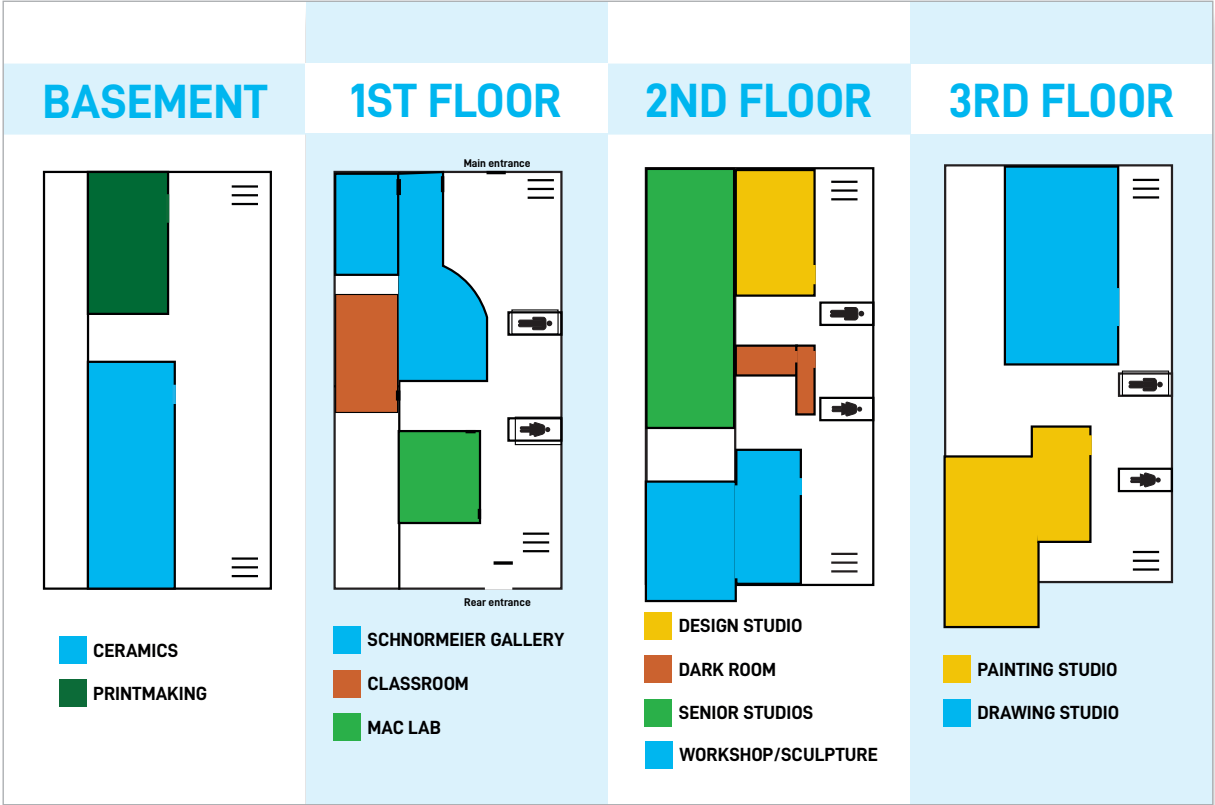 BASEMENT
1ST FLOOR
2ND FLOOR
3RD FLOOR
Main entrance
Rear entrance
CERAMICS
PRINTMAKING
SCHNORMEIER GALLERY
CLASSROOM
MAC LAB
DESIGN STUDIO
DARK ROOM
SENIOR STUDIOS
WORKSHOP/SCULPTURE
PAINTING STUDIO
DRAWING STUDIO